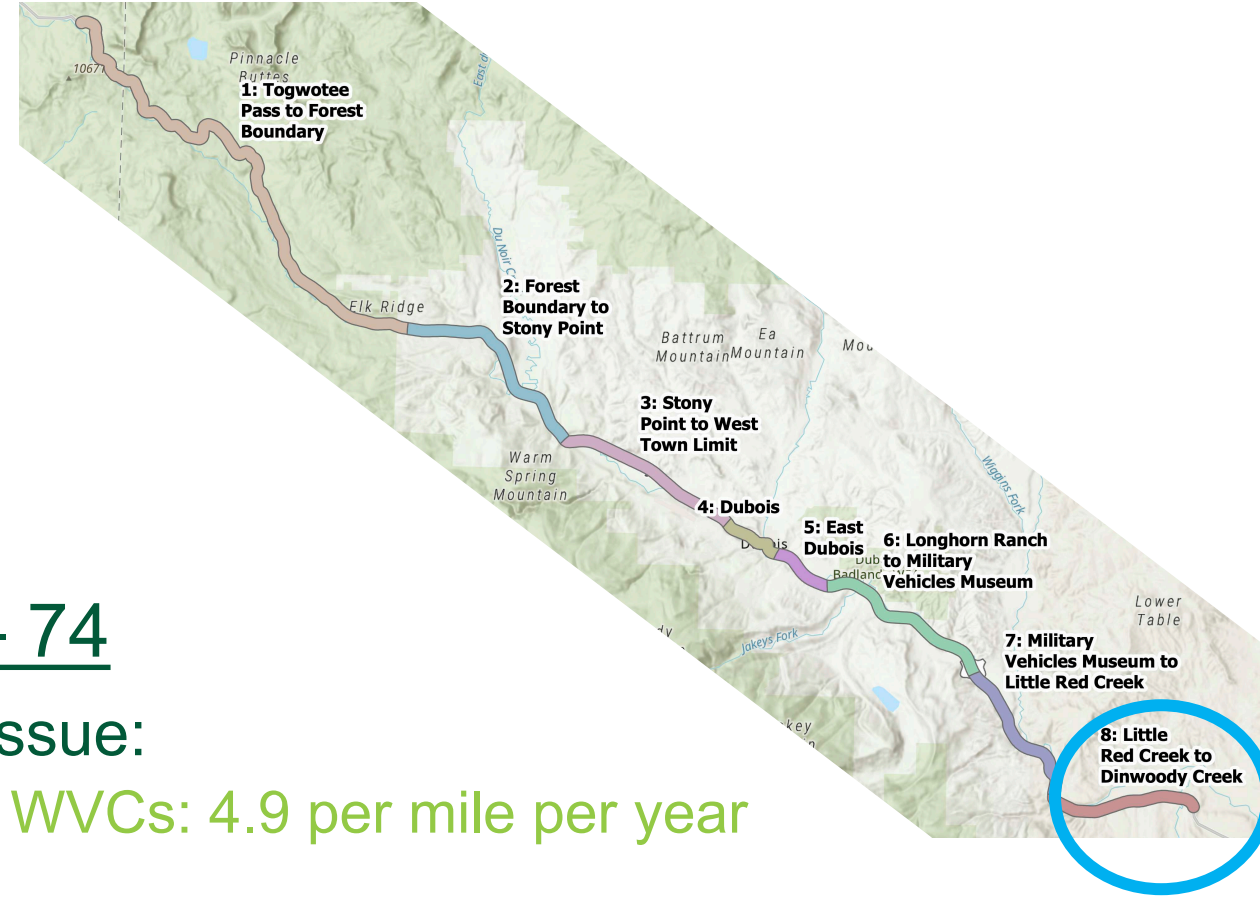 Pinnacle
Buttes
10671
1: Togwotee
Pass to Forest
Boundary
East
Du Noir
2: Forest
Boundary to
Stony Point
Elk Ridge
Battrum
Mountain
Ea
Mountain
3: Stony
Point to West
Town Limit
Warm
Spring
Mountain
Wiggins Fork
4: Dubois
5: East
Dubois
6: Longhorn Ranch
to Military
Vehicles Museum
Badland
Lower
Table
Jakeys Fork
7: Military
Vehicles Museum to
Little Red Creek
8: Little
Red Creek to
Dinwoody Creek
74
ssue:
WVCs: 4.9 per mile per year